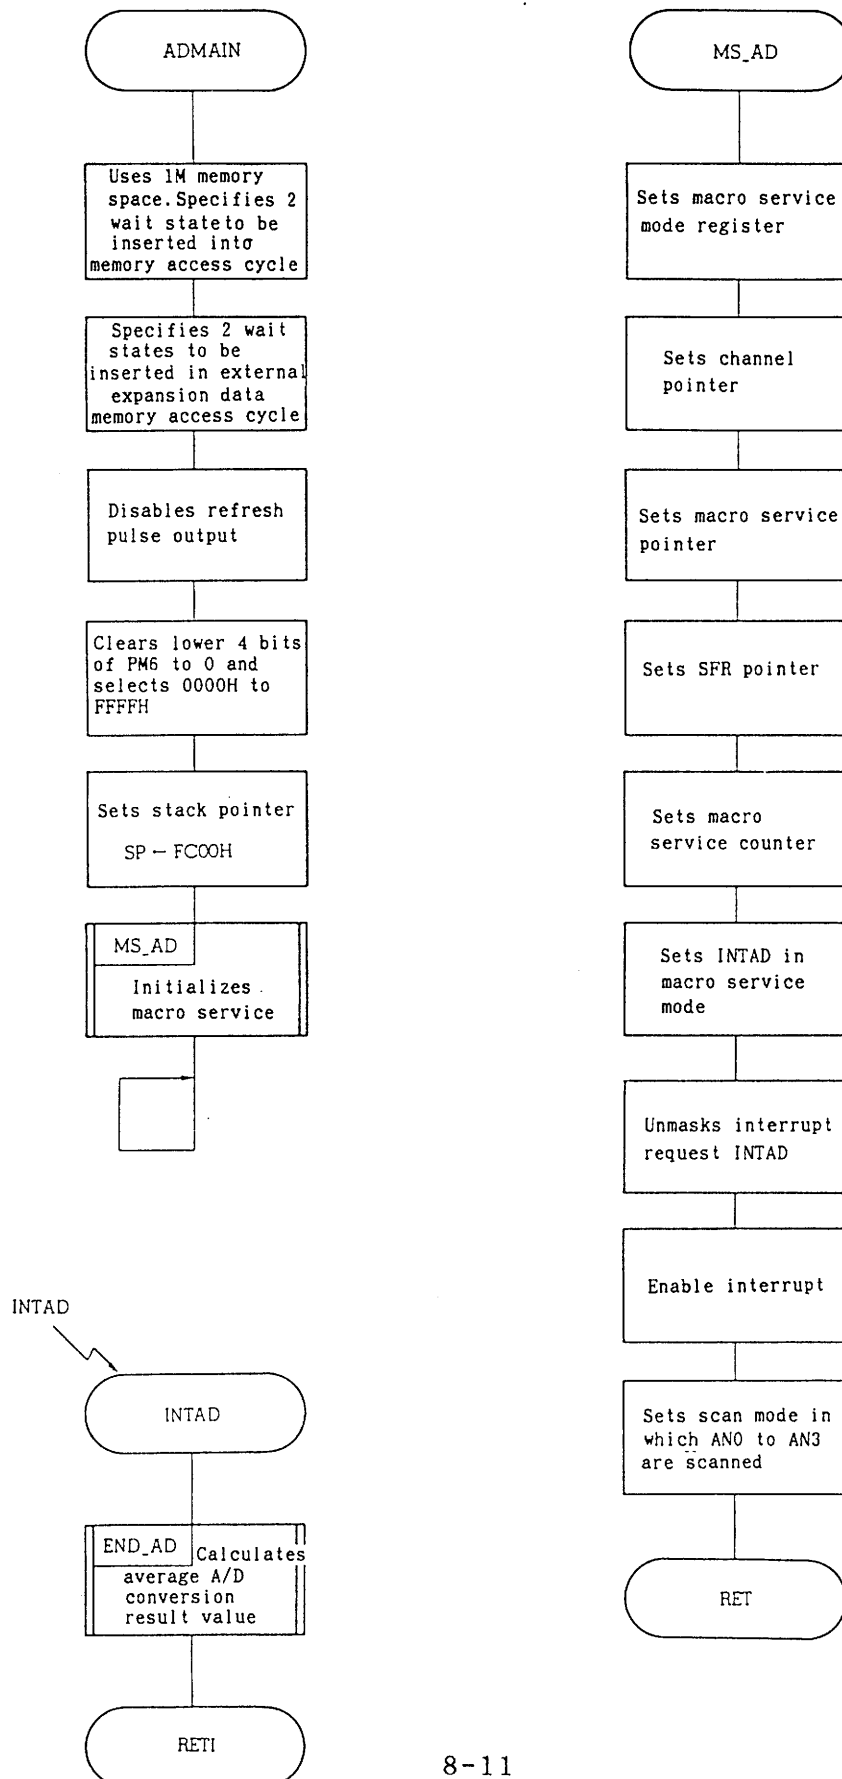 ADMAIN
Uses 1M memory
space.Specifies 2
wait state to be
inserted into
memory access cycle
Specifies 2 wait
states to be
inserted in external
expansion data
memory access cycle
Disables refresh
pulse output
Clears lower 4 bits
of PM6 to 0 and
selects 0000H to
FFFFH
Sets stack pointer
SP ← FC00H
MS_AD
Initializes
macro service
INTAD
INTAD
END_AD
Calculates
average A/D
conversion
result value
RETI
MS_AD
Sets macro service
mode register
Sets channel
pointer
Sets macro service
pointer
Sets SFR pointer
Sets macro
service counter
Sets INTAD in
macro service
mode
Unmasks interrupt
request INTAD
Enable interrupt
Sets scan mode in
which AN0 to AN3
are scanned
RET
8-11